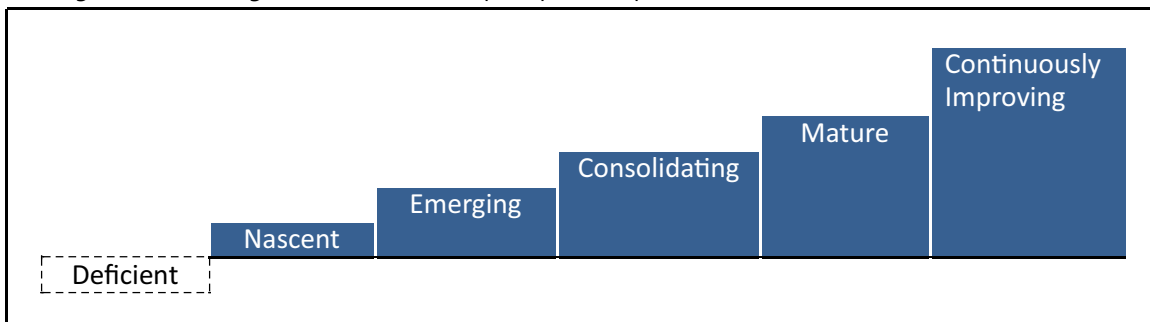 Continuously
Improving
Mature
Consolidating
Emerging
Nascent
Deficient